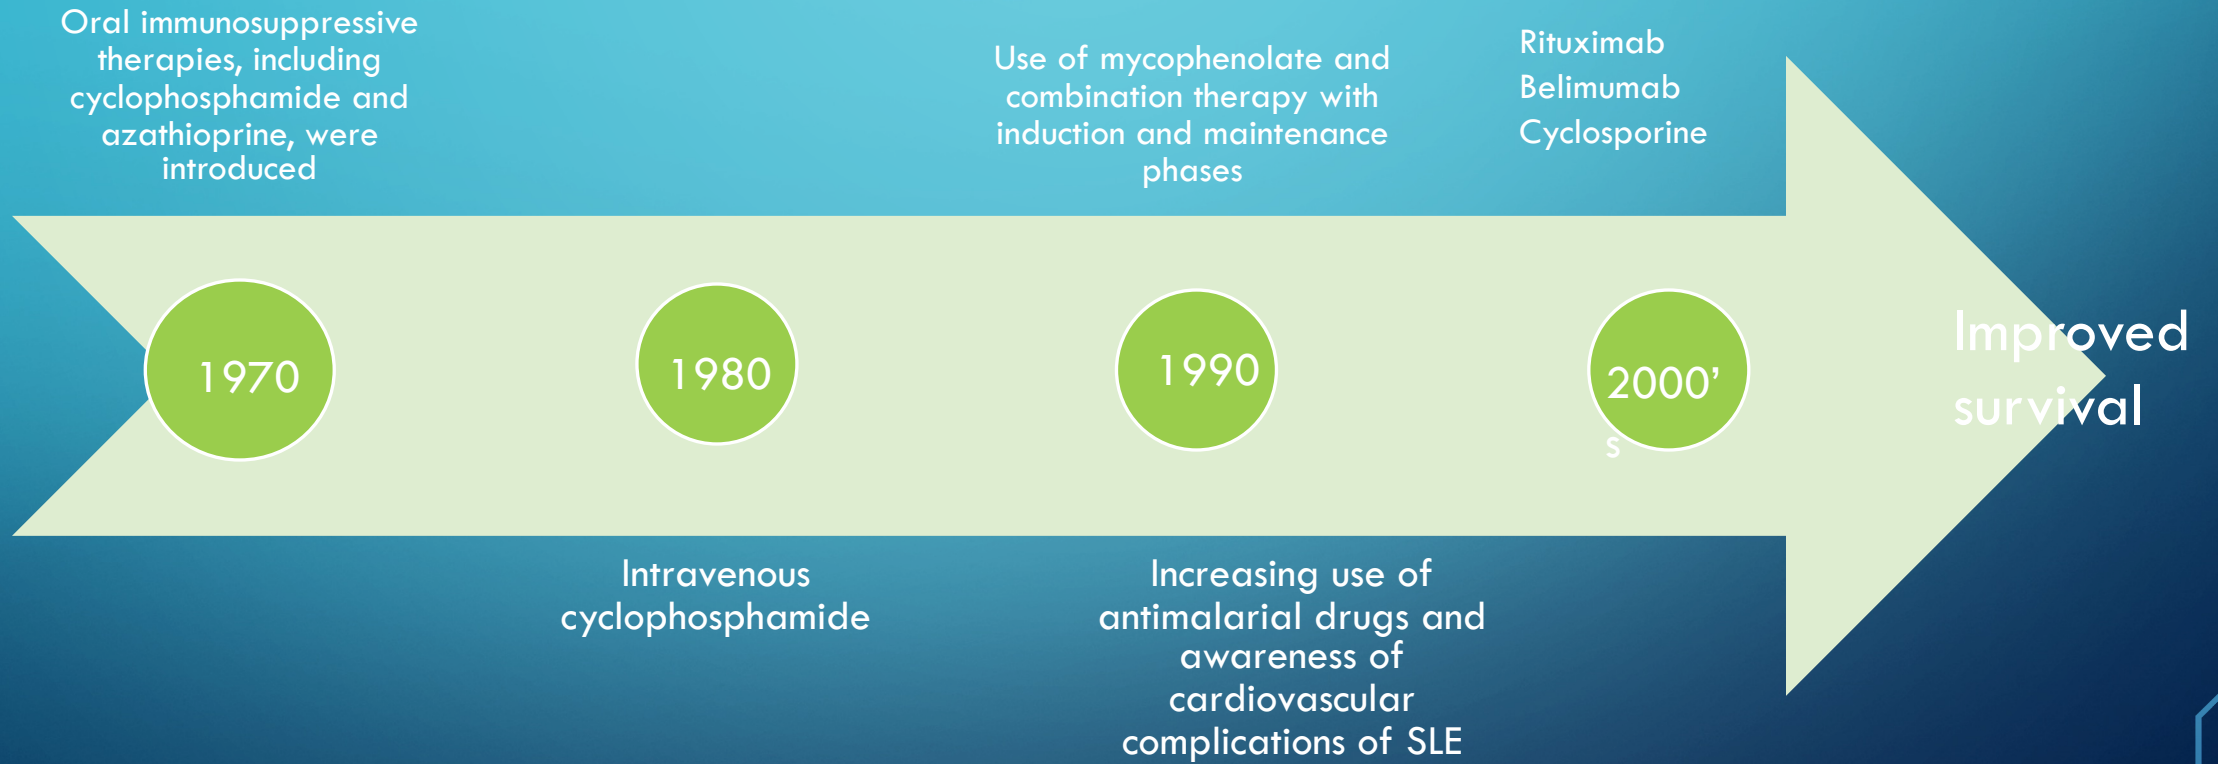 Oral immunosuppressive
therapies, including
cyclophosphamide and
azathioprine, were
introduced
Use of mycophenolate and
combination therapy with
induction and maintenance
phases
Rituximab
Belimumab
Cyclosporine
1970
1980
1990
2000’
s
Improved
survival
Intravenous
cyclophosphamide
Increasing use of
antimalarial drugs and
awareness of
cardiovascular
complications of SLE